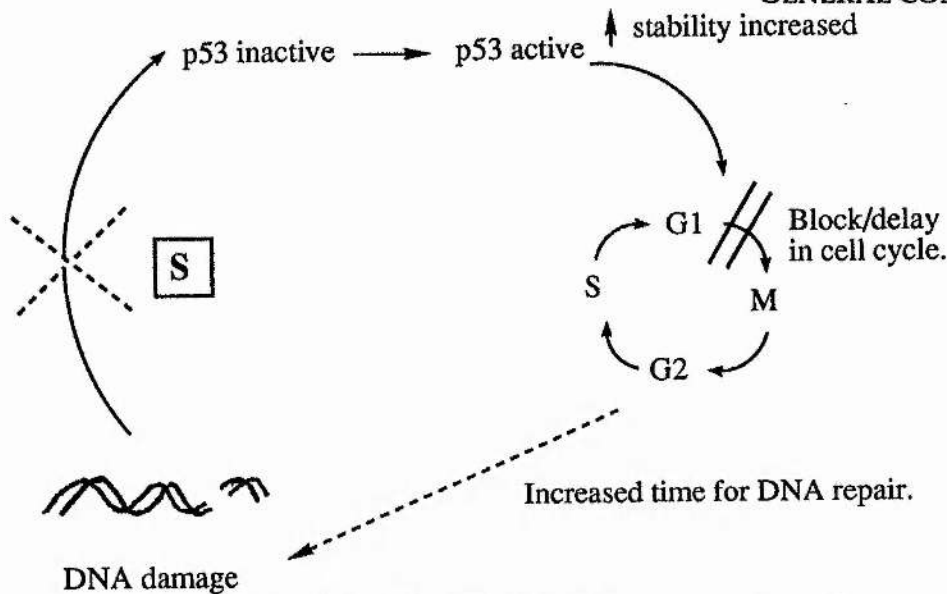 stability increased
p53 inactive
p53 active
G1
Block/delay
in cell cycle.
S
S
M
G2
Increased time for DNA repair.
DNA damage